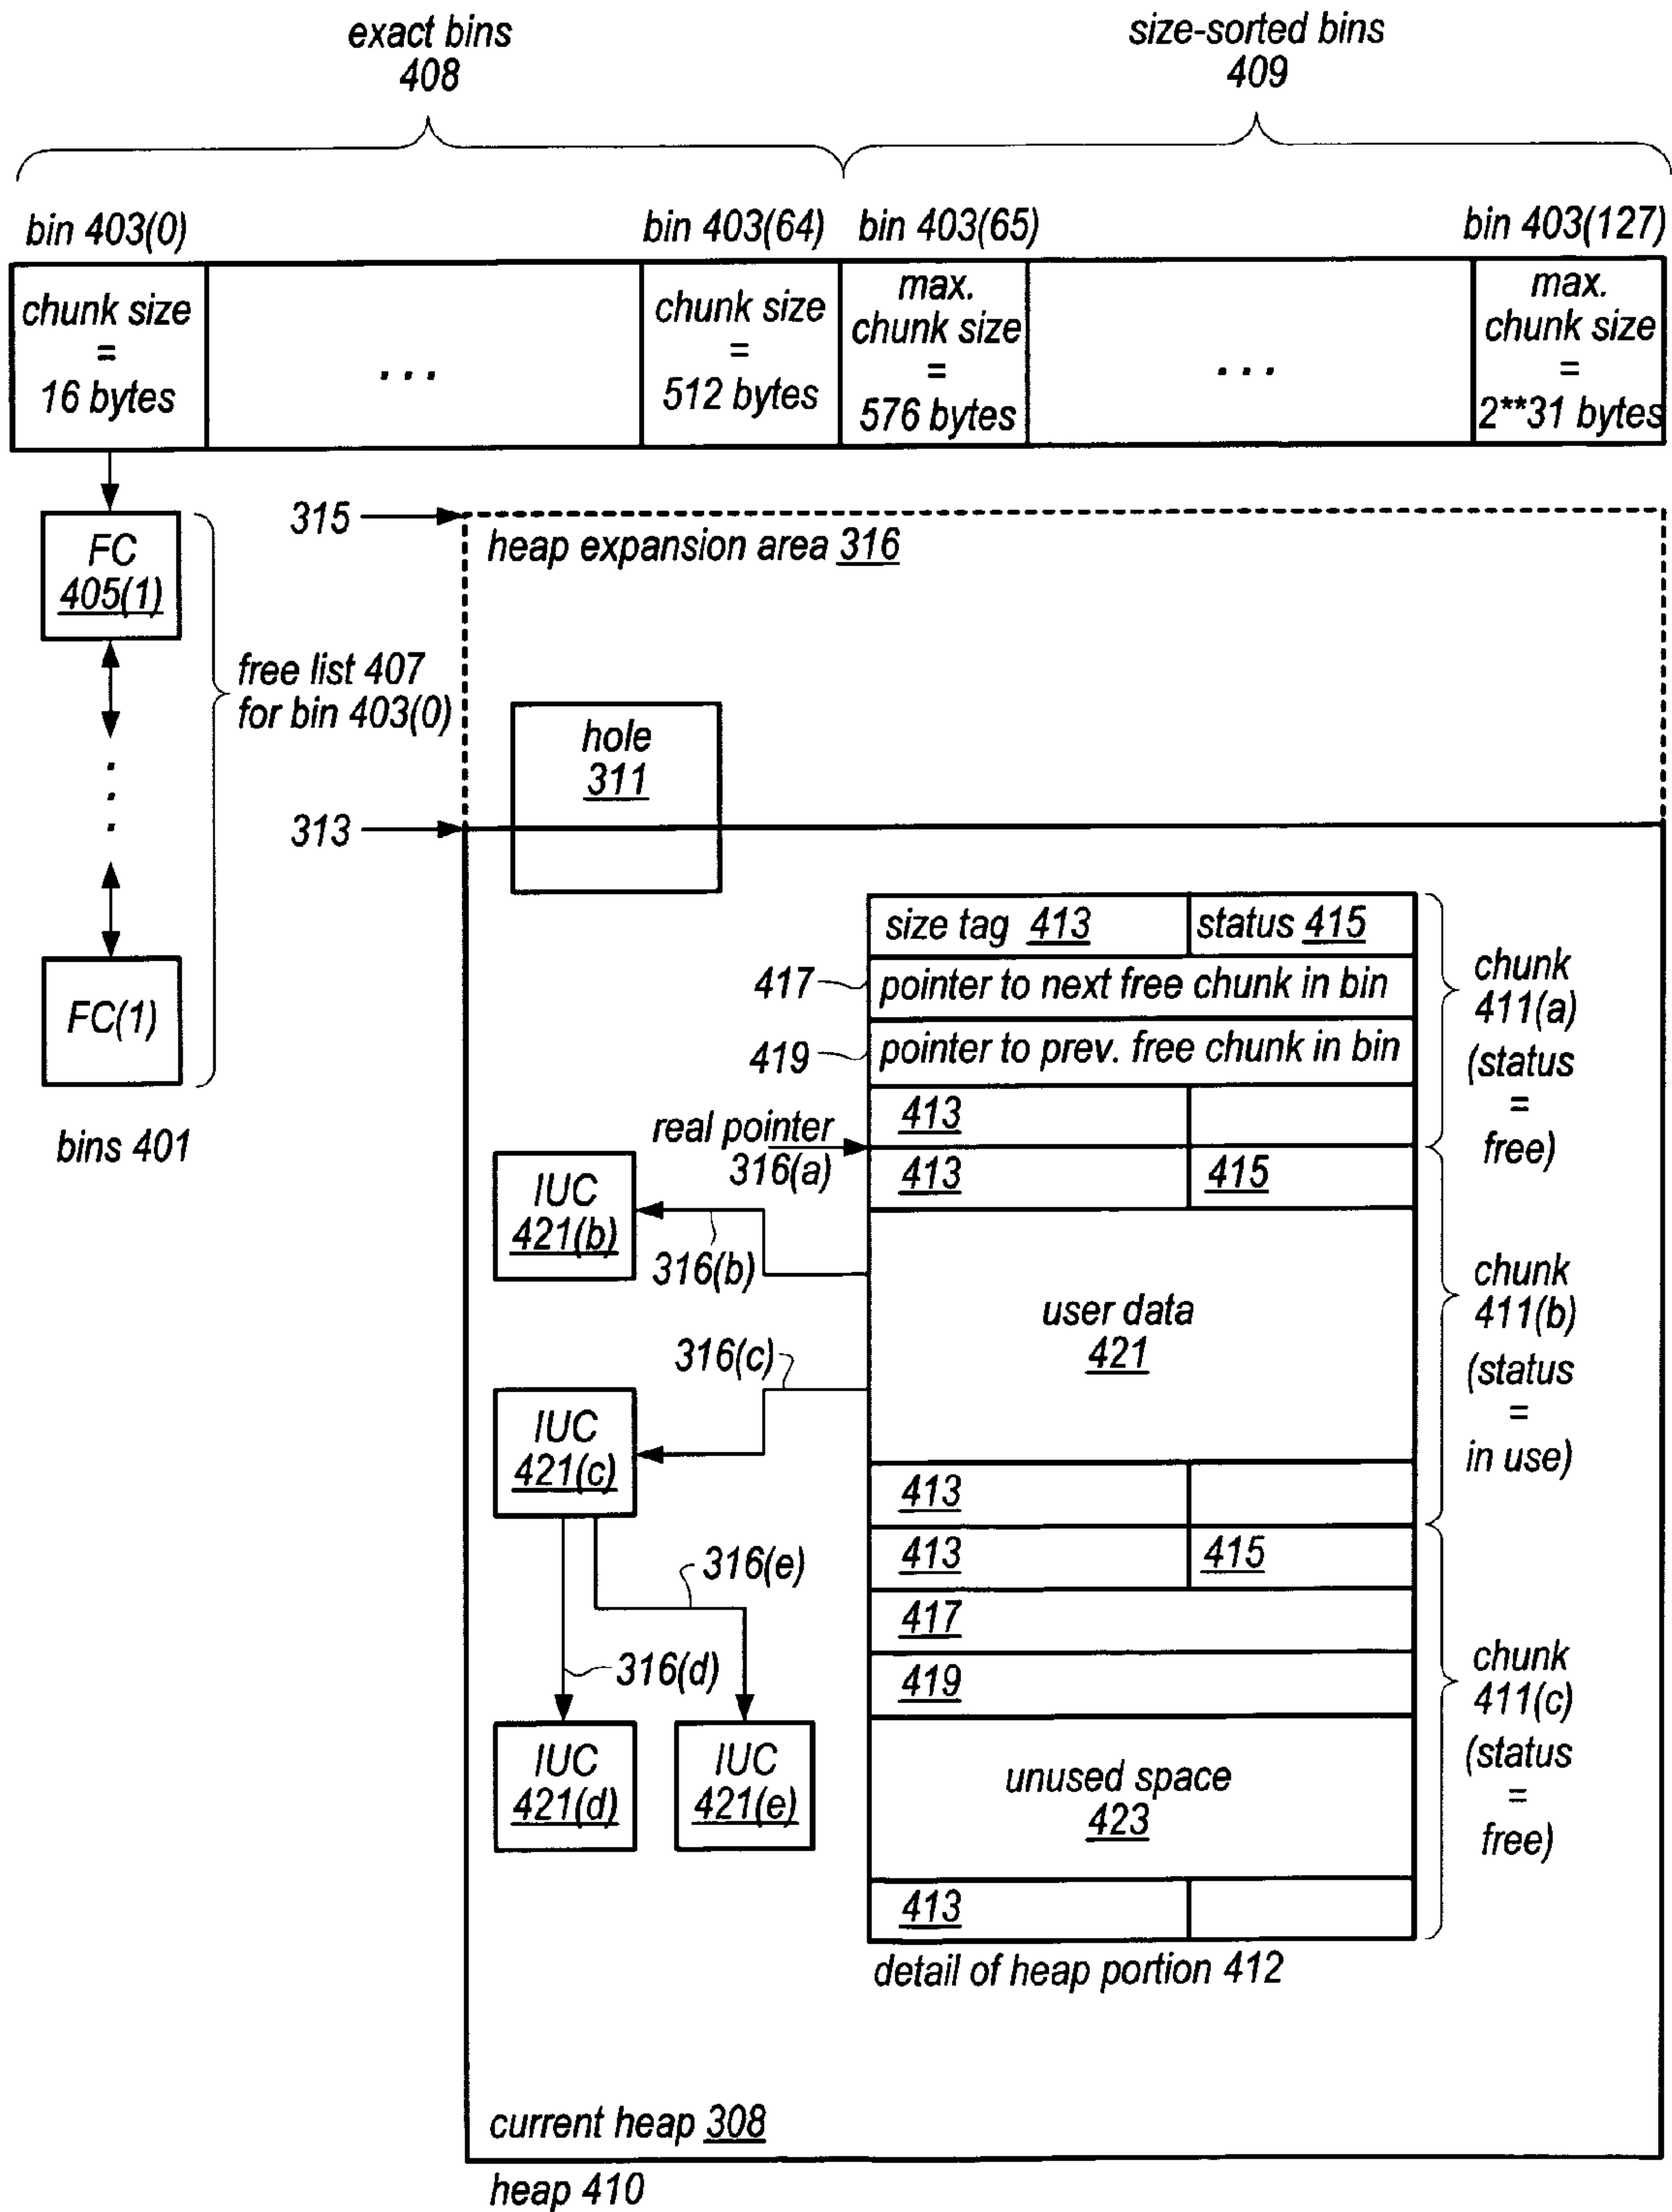 exact bins
408
size-sorted bins
409
bin 403(0)
bin 403(64)
bin 403(65)
bin 403(127)
chunk size
=
16 bytes
...
chunk size
=
512 bytes
max.
chunk size
=
576 bytes
...
max.
chunk size
=
2**31 bytes
FC
405(1)
free list 407
for bin 403(0)
FC(1)
bins 401
315
heap expansion area 316
hole
311
313
size tag 413
status 415
417
pointer to next free chunk in bin
419
pointer to prev. free chunk in bin
413
chunk
411(a)
(status
=
free)
real pointer
316(a)
413
415
IUC
421(b)
316(b)
user data
421
chunk
411(b)
(status
=
in use)
316(c)
IUC
421(c)
413
413
415
316(e)
417
316(d)
419
chunk
411(c)
(status
=
free)
IUC
421(d)
IUC
421(e)
unused space
423
413
detail of heap portion 412
current heap 308
heap 410